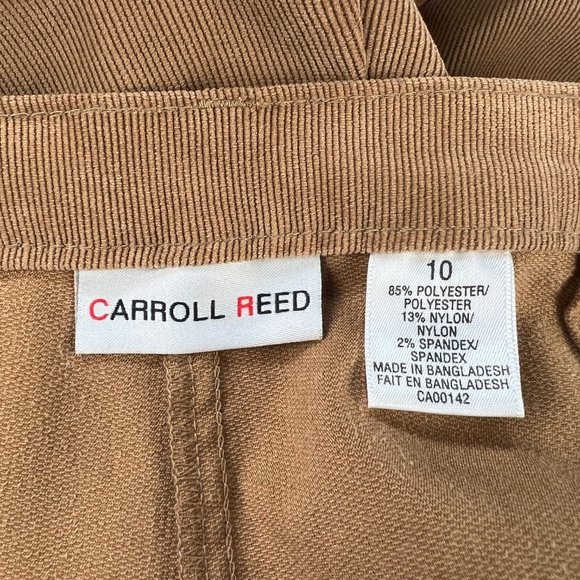 CARROLL REED
10
85% POLYESTER/
POLYESTER
13% NYLON/
NYLON
2% SPANDEX/
SPANDEX
MADE IN BANGLADESH
FAIT EN BANGLADESH
CA00142